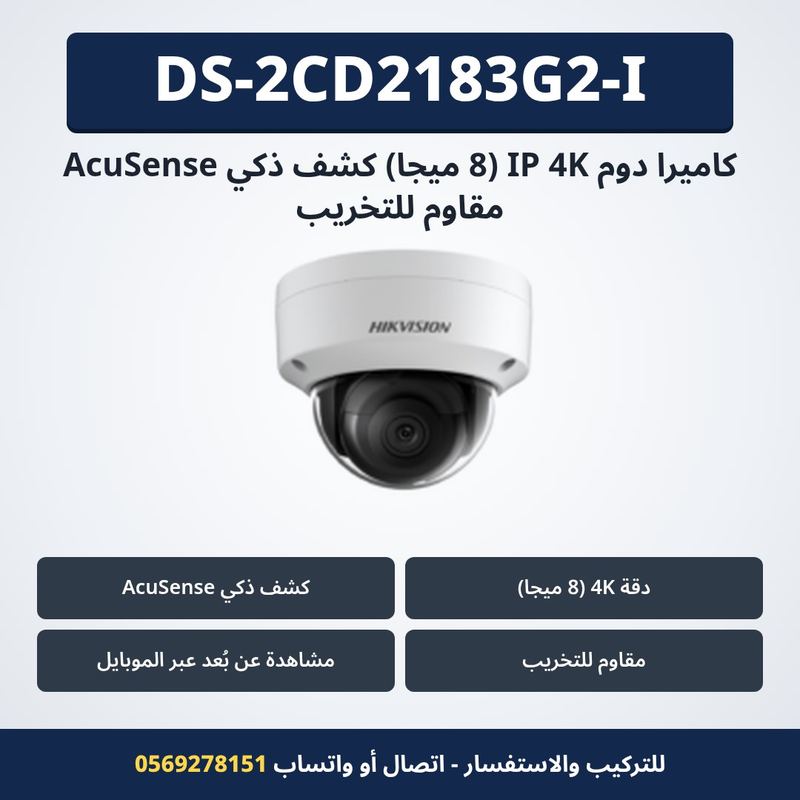 DS-2CD2183G2-I
كاميرا دوم IP 4K (8 ميجا) كشف ذكي AcuSense
مقاوم للتخريب
HIKVISION
دقة 4K (8 ميجا)
كشف ذكي AcuSense
مقاوم للتخريب
مشاهدة عن بُعد عبر الموبايل
للتركيب والاستفسار - اتصال أو واتساب 0569278151